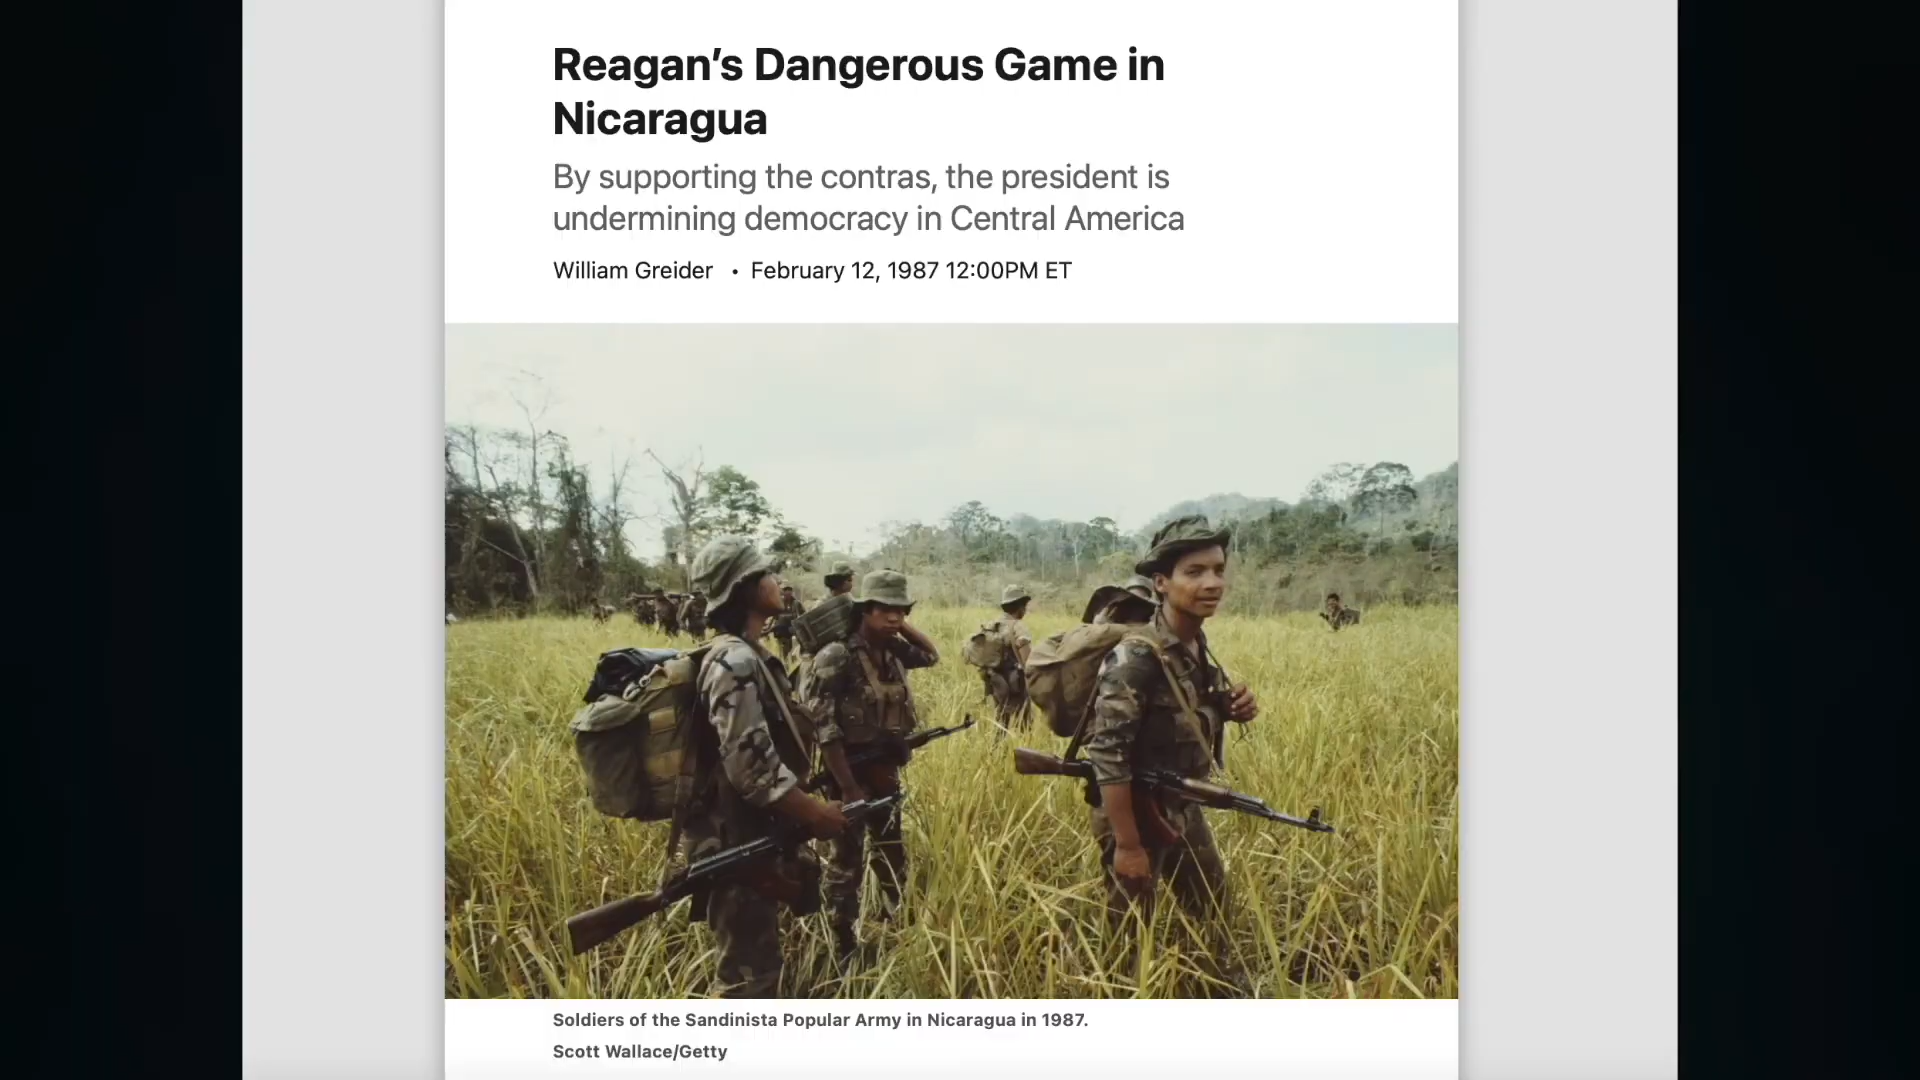 Reagan’s Dangerous Game in
Nicaragua
By supporting the contras, the president is
undermining democracy in Central America
William Greider • February 12, 1987 12:00PM ET
Soldiers of the Sandinista Popular Army in Nicaragua in 1987.
Scott Wallace/Getty